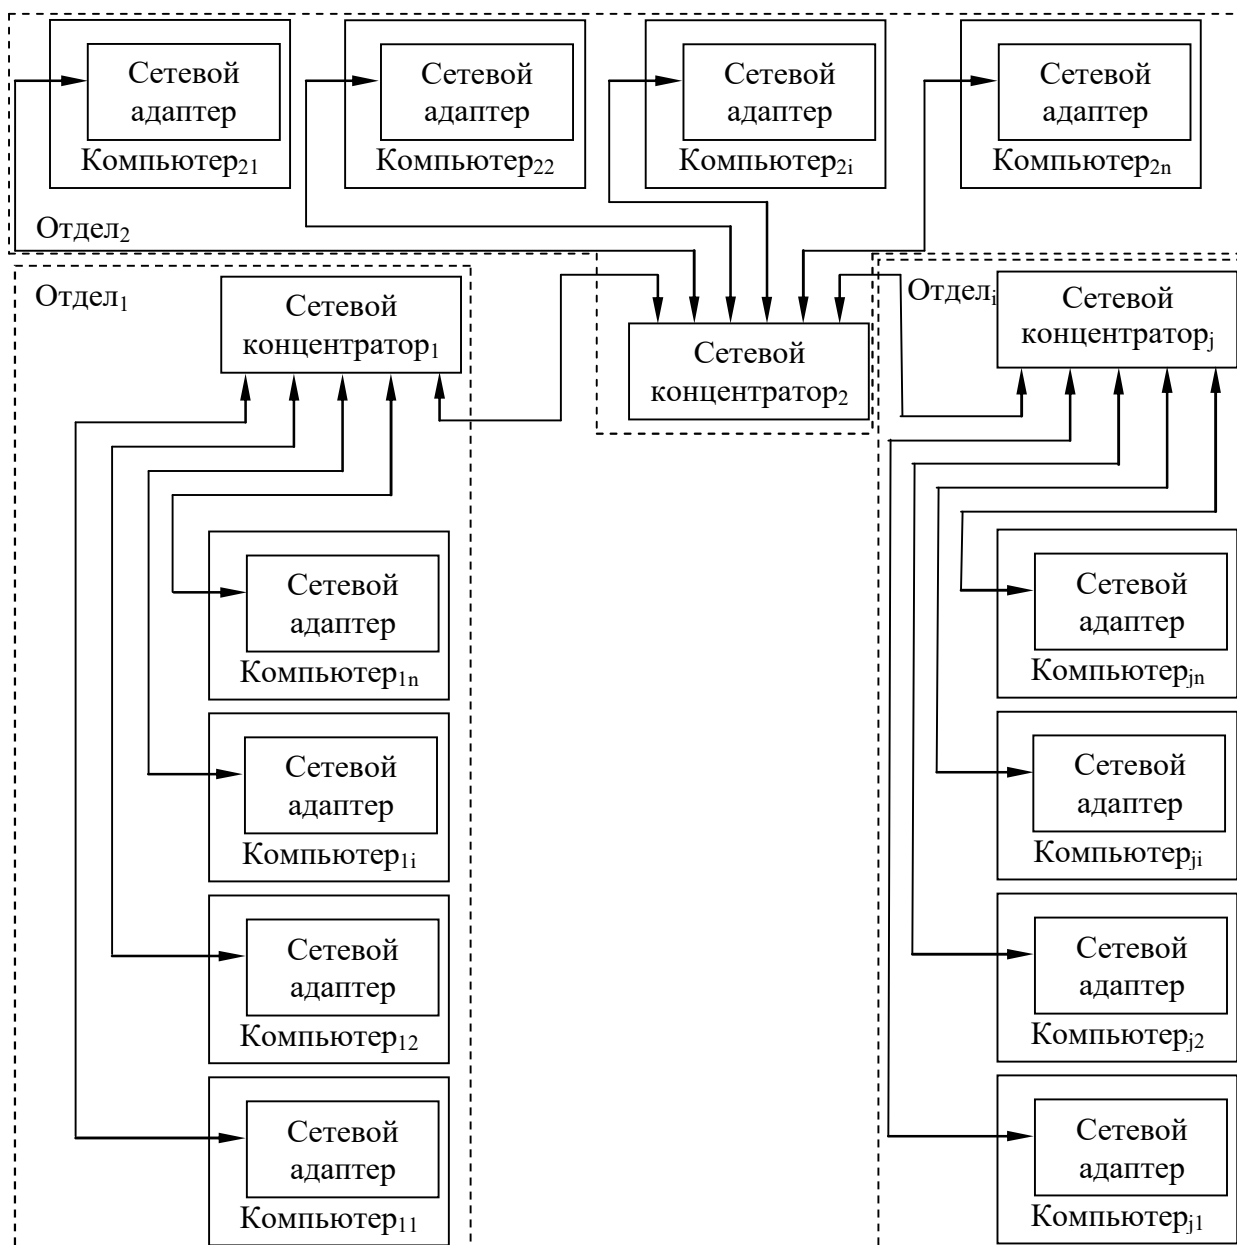 Сетевой
адаптер
Компьютер₂₁
Сетевой
адаптер
Компьютер₂₂
Сетевой
адаптер
Компьютер₂ᵢ
Сетевой
адаптер
Компьютер₂ₙ
Отдел₂
Отдел₁
Сетевой
концентратор₁
Сетевой
концентратор₂
Отделᵢ
Сетевой
концентраторⱼ
Сетевой
адаптер
Компьютер₁ₙ
Сетевой
адаптер
Компьютер₁ᵢ
Сетевой
адаптер
Компьютер₁₂
Сетевой
адаптер
Компьютер₁₁
Сетевой
адаптер
Компьютерⱼₙ
Сетевой
адаптер
Компьютерⱼᵢ
Сетевой
адаптер
Компьютерⱼ₂
Сетевой
адаптер
Компьютерⱼ₁